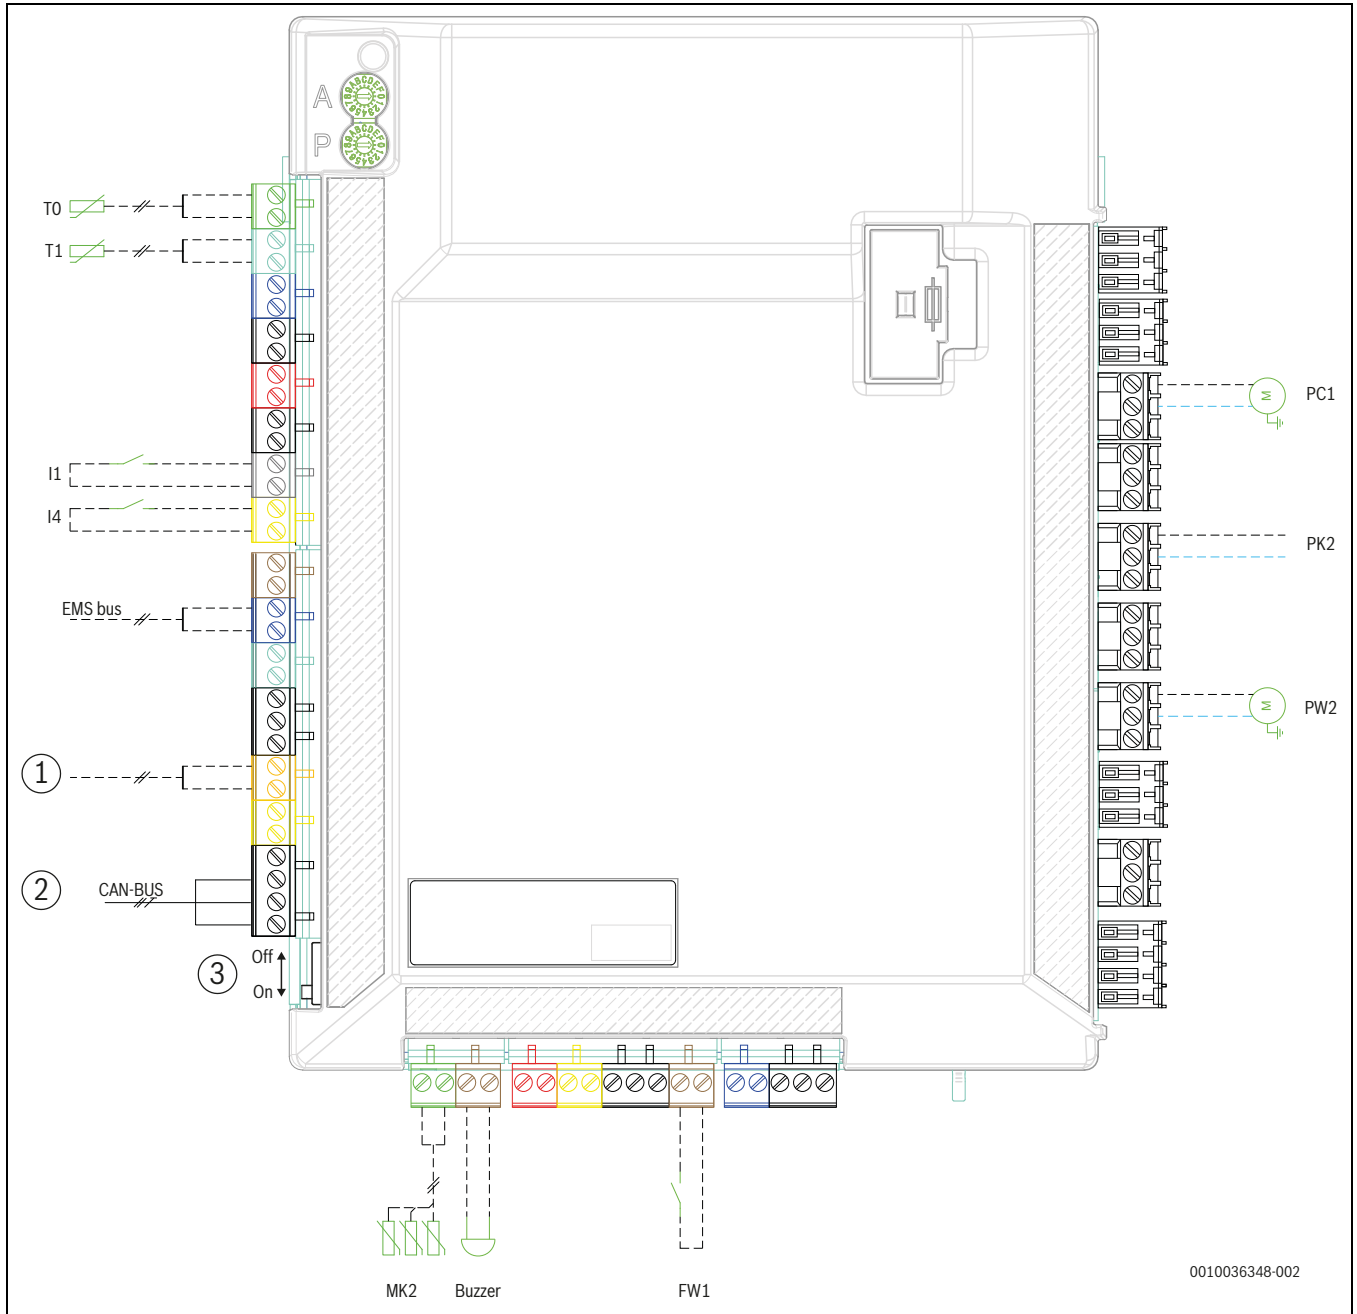 A
P
T0
T1
I1
I4
EMS bus
1
2
CAN-BUS
3
Off
On
M
PC1
PK2
M
PW2
MK2
Buzzer
FW1
0010036348-002